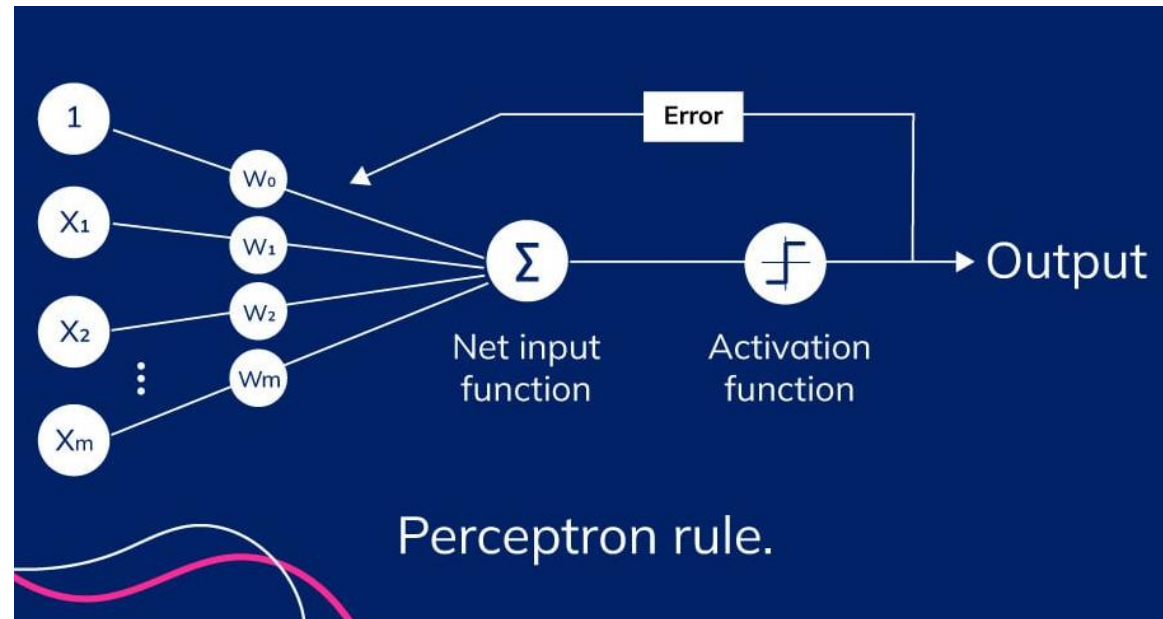 1
Error
W₀
X₁
W₁
Σ
Output
W₂
X₂
Net input
function
Activation
function
Wm
Xm
Perceptron rule.